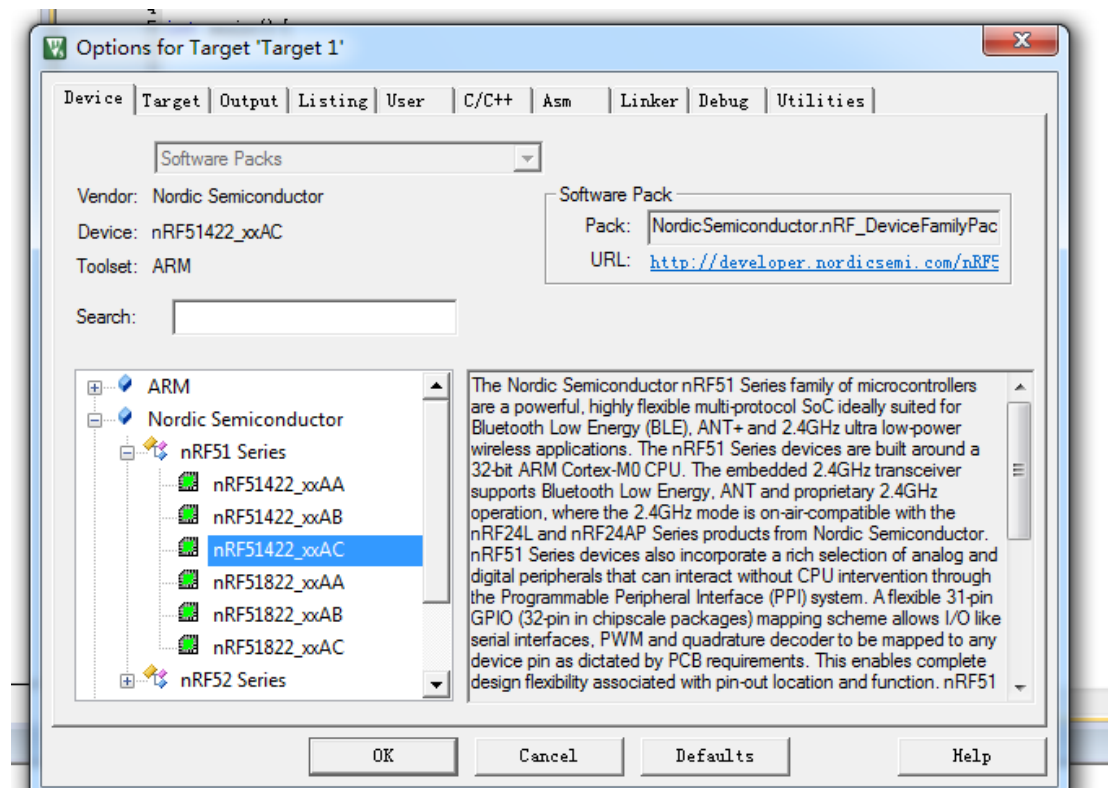 Options for Target 'Target 1'
X
Device Target Output Listing User C/C++ Asm Linker Debug Utilities
Software Packs
Vendor: Nordic Semiconductor
Device: nRF51422_xxAC
Toolset: ARM
Software Pack
Pack: NordicSemiconductor.nRF_DeviceFamilyPac
URL: http://developer.nordicsemi.com/nRF5
Search:
ARM
Nordic Semiconductor
nRF51 Series
nRF51422_xxAA
nRF51422_xxAB
nRF51422_xxAC
nRF51822_xxAA
nRF51822_xxAB
nRF51822_xxAC
nRF52 Series
The Nordic Semiconductor nRF51 Series family of microcontrollers
are a powerful, highly flexible multi-protocol SoC ideally suited for
Bluetooth Low Energy (BLE), ANT+ and 2.4GHz ultra low-power
wireless applications. The nRF51 Series devices are built around a
32-bit ARM Cortex-M0 CPU. The embedded 2.4GHz transceiver
supports Bluetooth Low Energy, ANT and proprietary 2.4GHz
operation, where the 2.4GHz mode is on-air-compatible with the
nRF24L and nRF24AP Series products from Nordic Semiconductor.
nRF51 Series devices also incorporate a rich selection of analog and
digital peripherals that can interact without CPU intervention through
the Programmable Peripheral Interface (PPI) system. A flexible 31-pin
GPIO (32-pin in chipscale packages) mapping scheme allows I/O like
serial interfaces, PWM and quadrature decoder to be mapped to any
device pin as dictated by PCB requirements. This enables complete
design flexibility associated with pin-out location and function. nRF51
OK Cancel Defaults Help